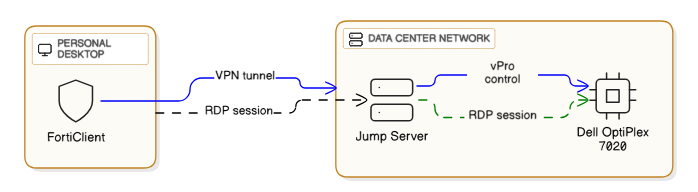 PERSONAL
DESKTOP
FortiClient
VPN tunnel
RDP session
DATA CENTER NETWORK
Jump Server
vPro
control
RDP session
Dell OptiPlex
7020